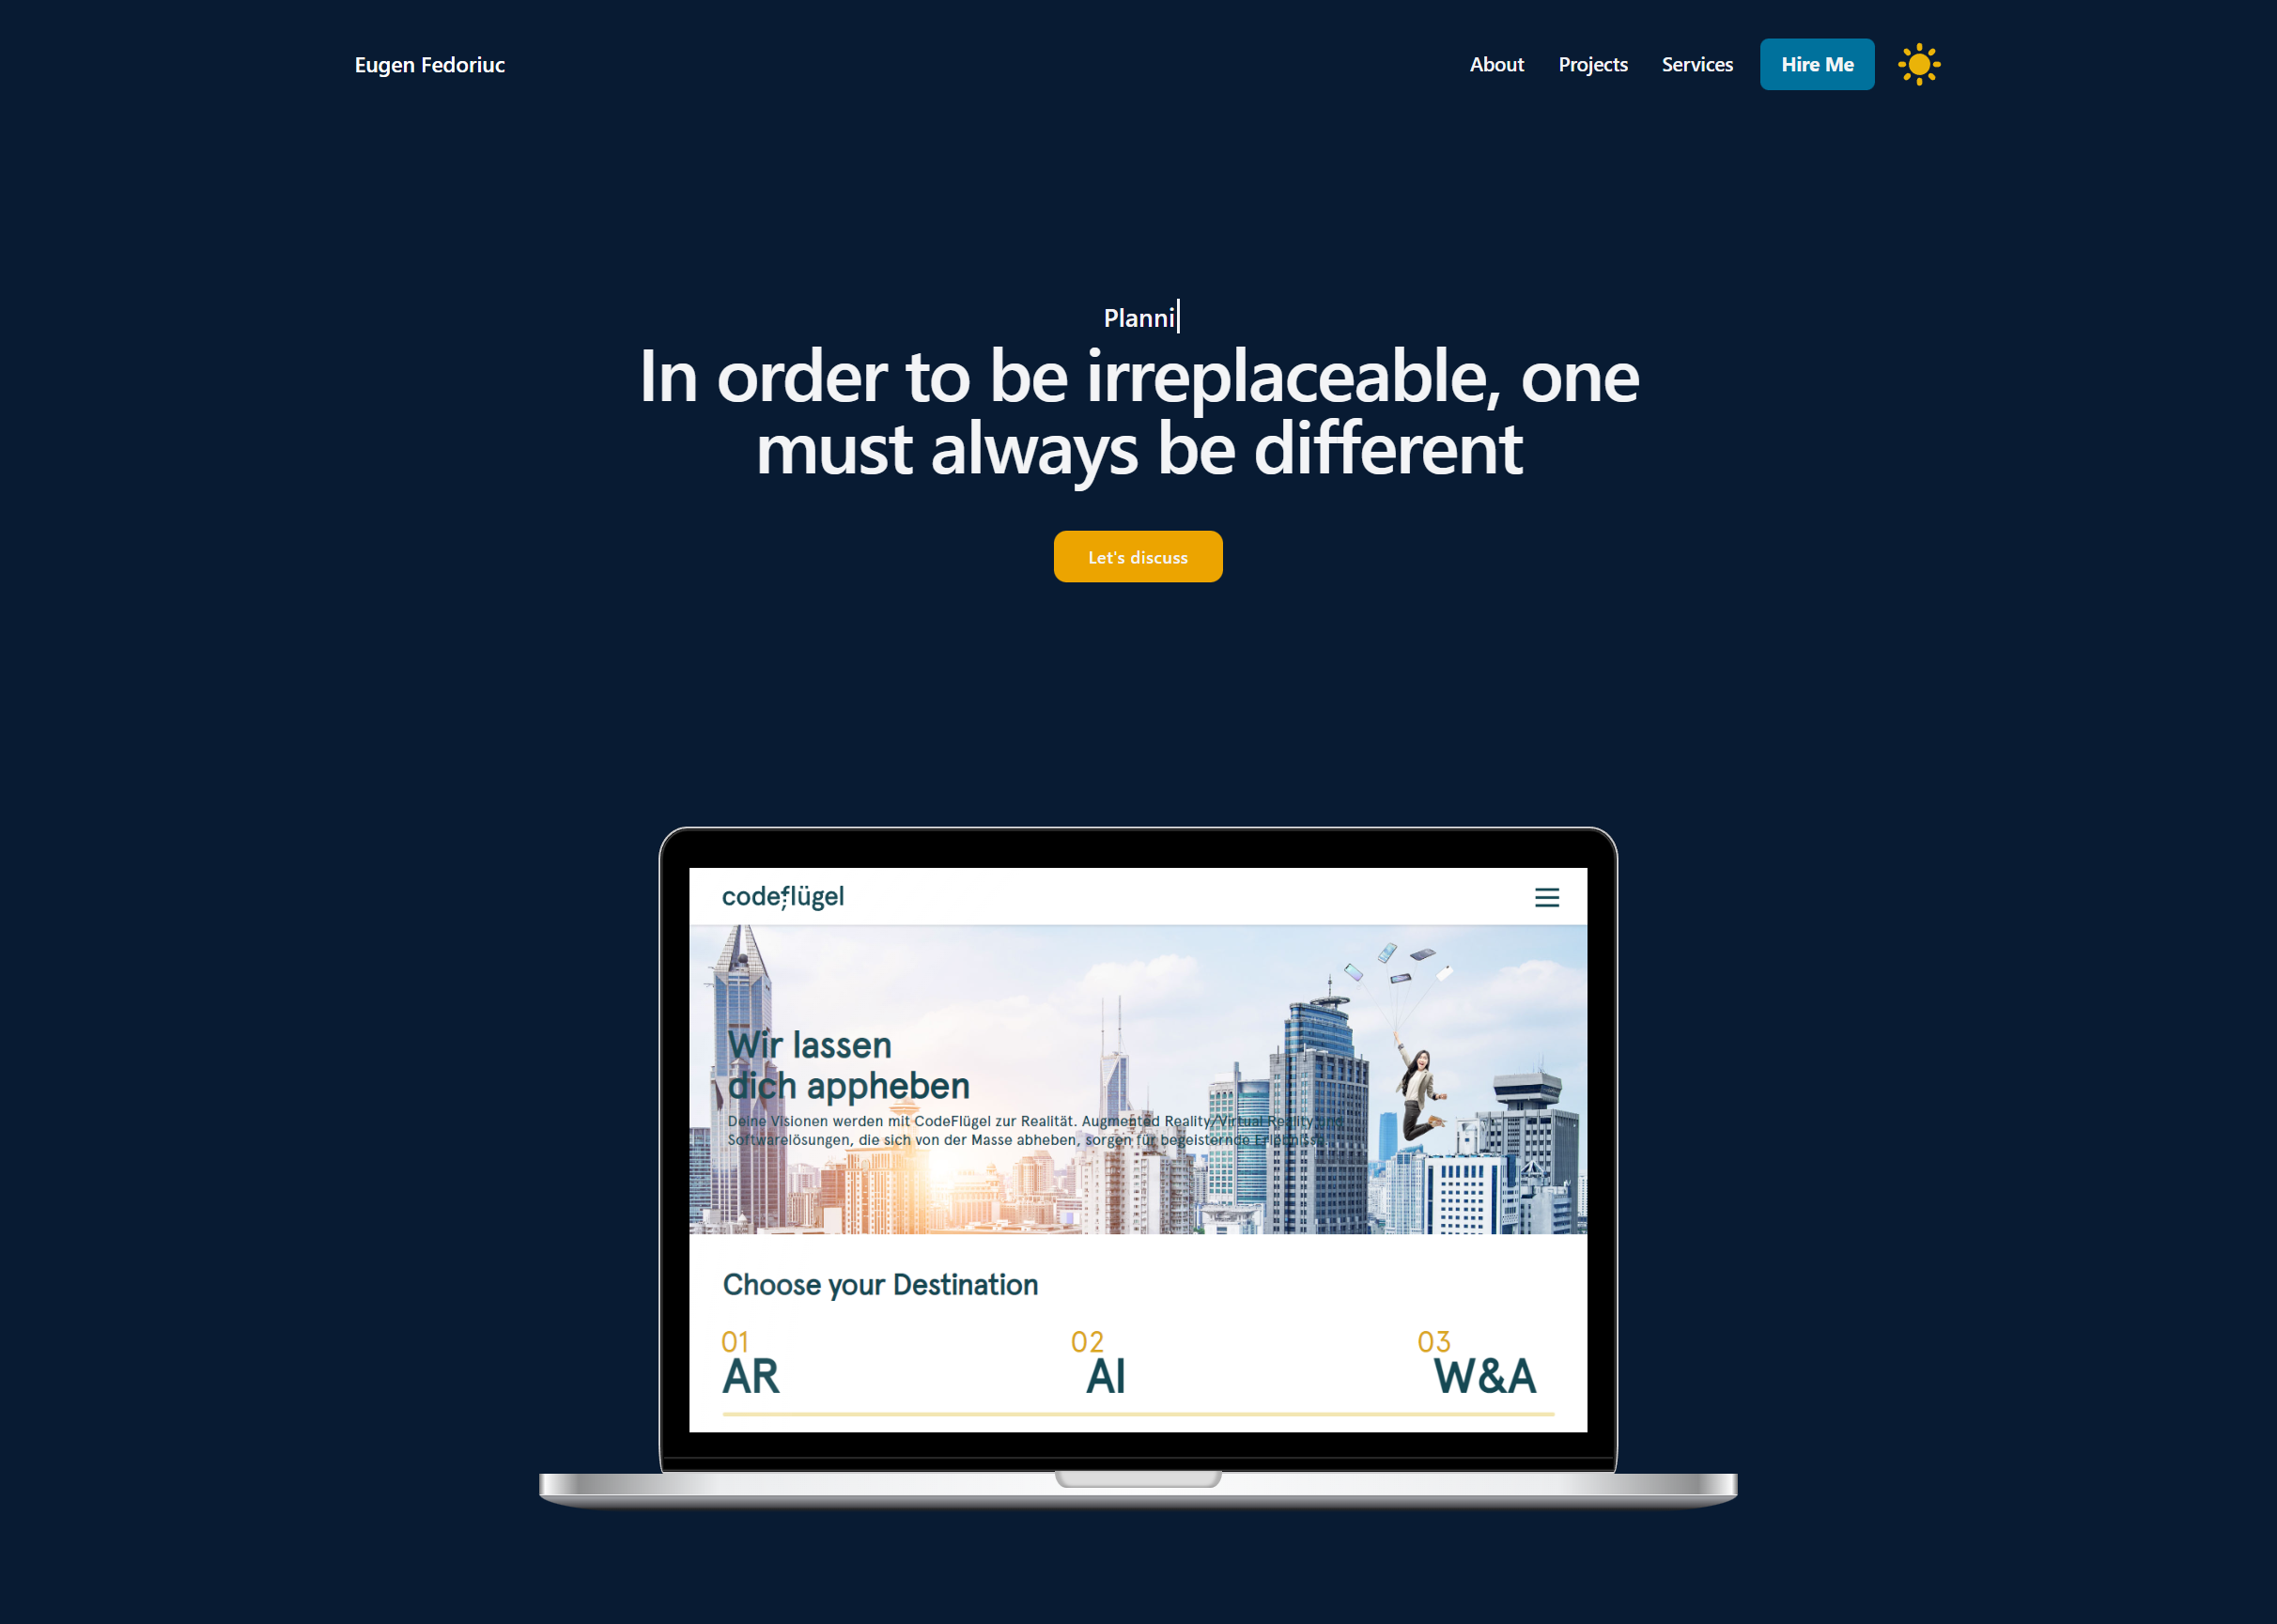 Eugen Fedoriuc
About Projects Services Hire Me
Planni
In order to be irreplaceable, one
must always be different
Let's discuss
codeflügel
Wir lassen
dich appheben
Deine Visionen werden mit CodeFlügel zur Realität. Augmented Reality/Virtual Reality und
Softwarelösungen, die sich von der Masse abheben, sorgen für begeisternde Erlebnisse.
Choose your Destination
01 02 03
AR AI W&A